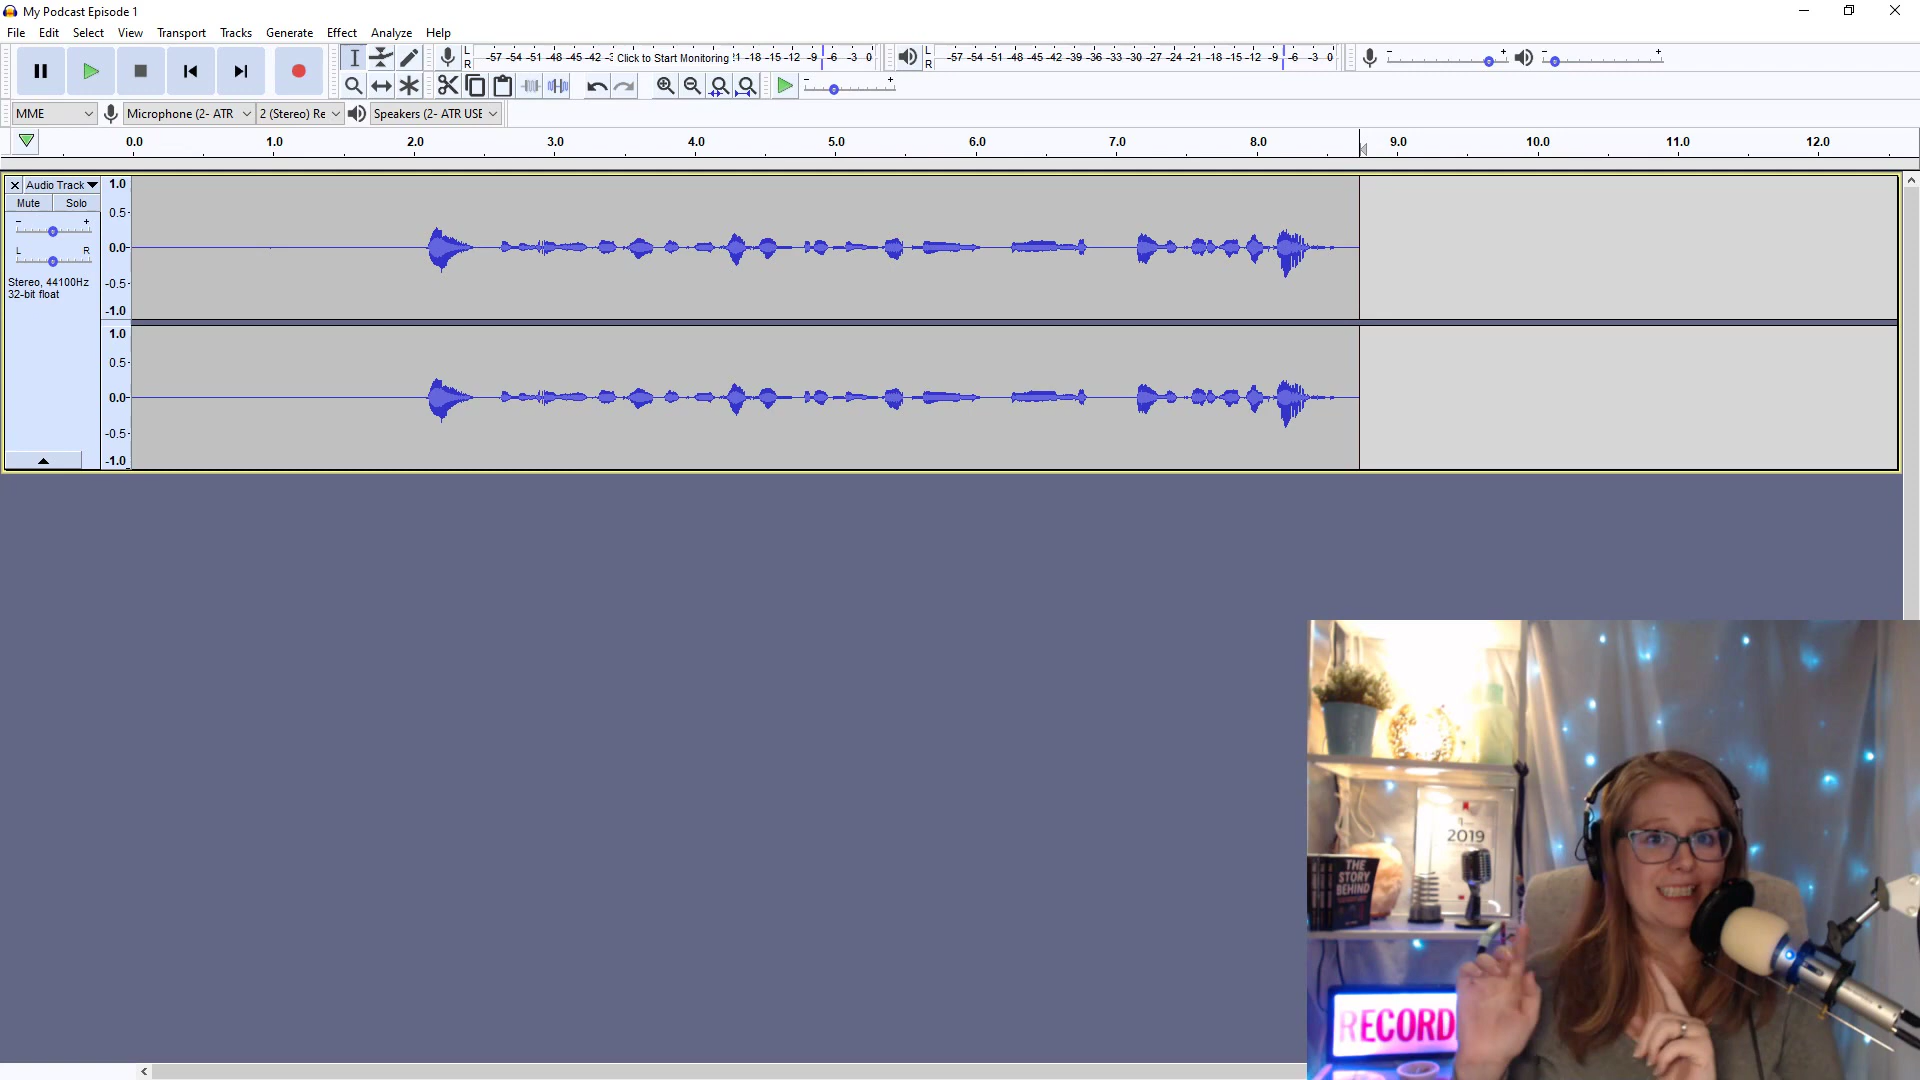 My Podcast Episode 1
File Edit Select View Transport Tracks Generate Effect Analyze Help
L
R
-57 -54 -51 -48 -45 -42 -3 Click to Start Monitoring !1 -18 -15 -12 -9 -6 -3 0
L
R
-57 -54 -51 -48 -45 -42 -39 -36 -33 -30 -27 -24 -21 -18 -15 -12 -9 -6 -3 0
- +
- +
- +
MME
Microphone (2- ATR
2 (Stereo) Re
Speakers (2- ATR USE
0.0 1.0 2.0 3.0 4.0 5.0 6.0 7.0 8.0 9.0 10.0 11.0 12.0
Audio Track
Mute Solo
- +
L R
Stereo, 44100Hz
32-bit float
1.0
0.5-
0.0-
-0.5-
-1.0
1.0
0.5-
0.0-
-0.5-
-1.0
2019
THE
STORY
BEHIND
RECORD